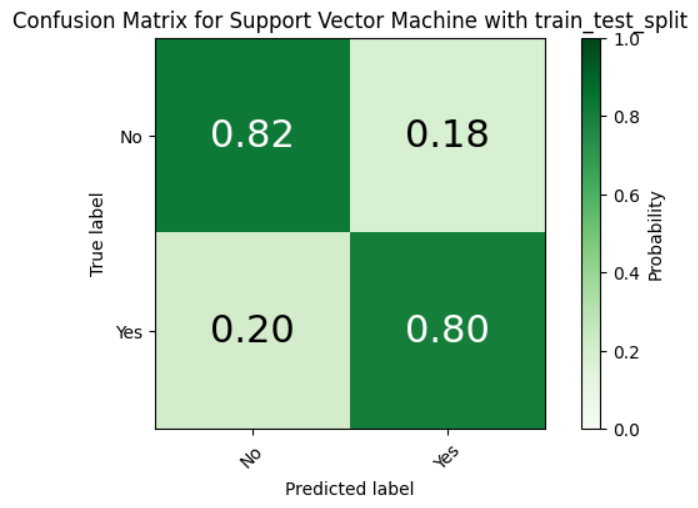 Confusion Matrix for Support Vector Machine with train_test_split
True label
No
0.82
0.18
Yes
0.20
0.80
No
Yes
Predicted label
1.0
0.8
0.6
0.4
0.2
0.0
Probability